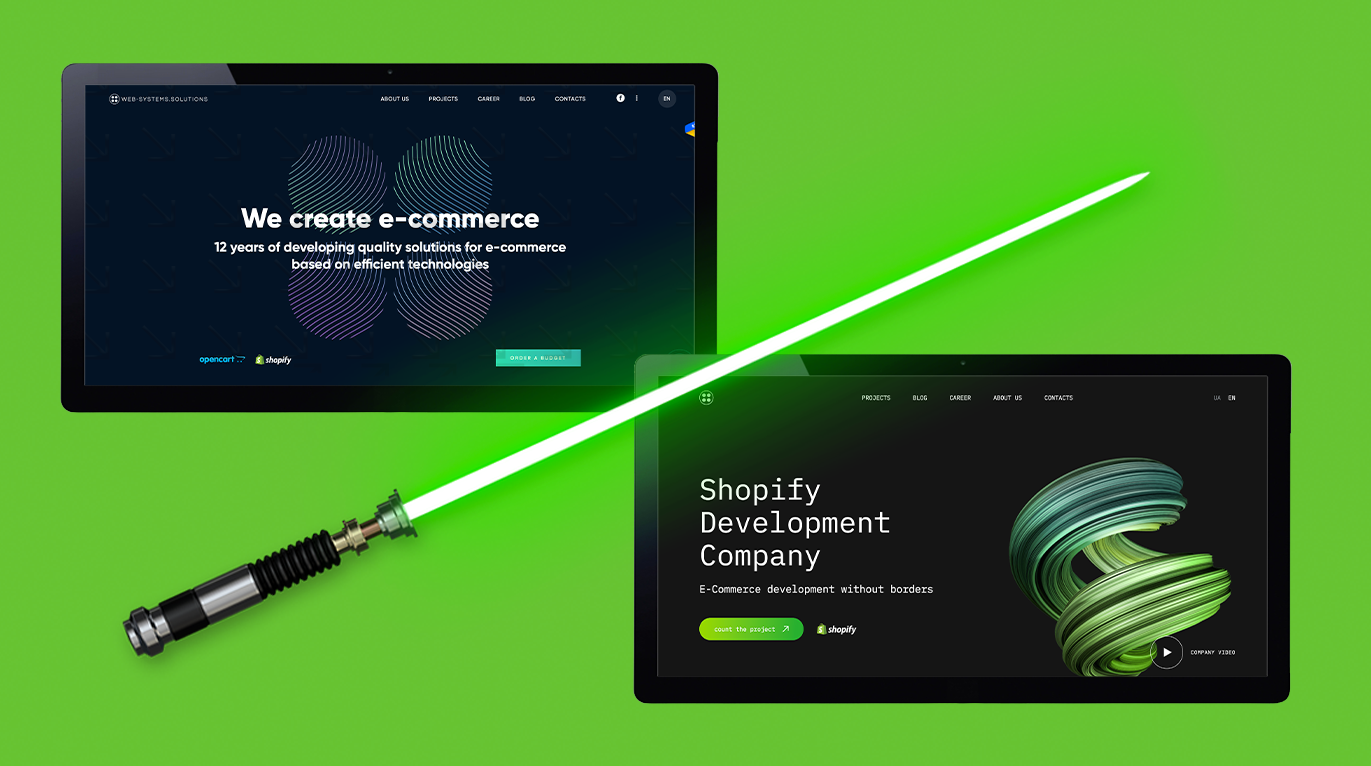 WEB-SYSTEMS.SOLUTIONS
ABOUT US PROJECTS CAREER BLOG CONTACTS
EN
We create e-commerce
12 years of developing quality solutions for e-commerce
based on efficient technologies
opencart shopify
ORDER A BUDGET
PROJECTS BLOG CAREER ABOUT US CONTACTS
UA EN
Shopify
Development
Company
E-Commerce development without borders
count the project
shopify
COMPANY VIDEO